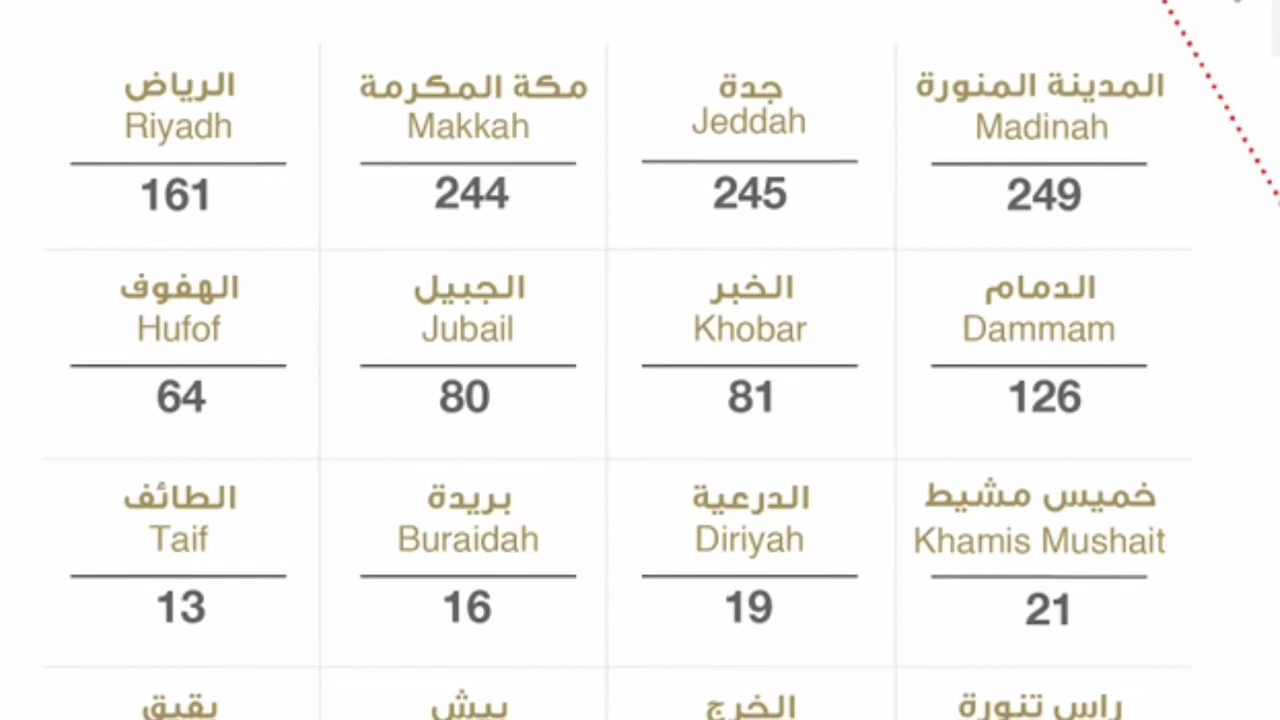 المدينة المنورة
Madinah
249
جدة
Jeddah
245
مكة المكرمة
Makkah
244
الرياض
Riyadh
161
الدمام
Dammam
126
الخبر
Khobar
81
الجبيل
Jubail
80
الهفوف
Hufof
64
خميس مشيط
Khamis Mushait
21
الدرعية
Diriyah
19
بريدة
Buraidah
16
الطائف
Taif
13
راس تنورة
الخرج
بيش
بقيق